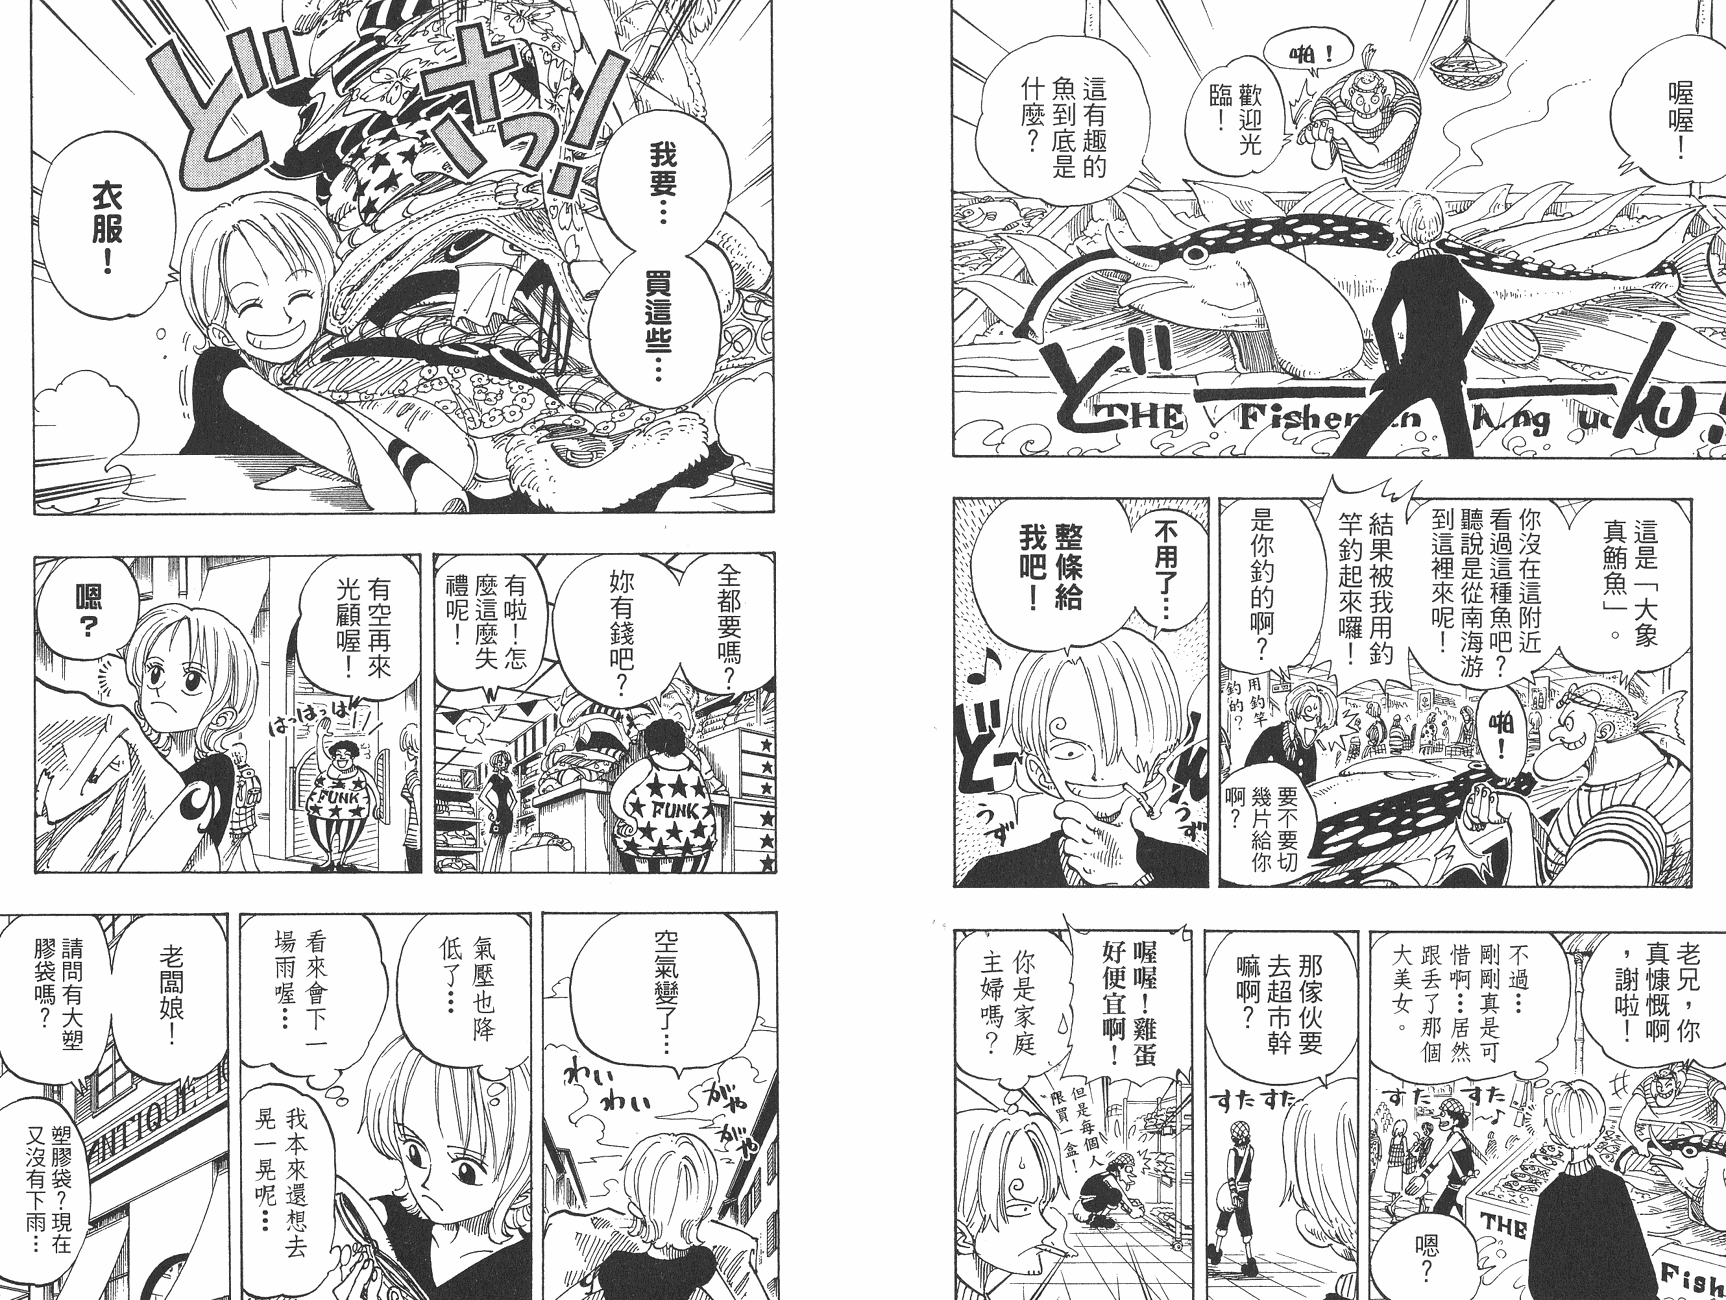 喔喔！
啪！
歡迎光
臨！
這有趣的
魚到底是
什麼？
どーん！
THE Fisherman
這是「大象
真鮪魚」。
你沒在這附近
看過這種魚吧？
聽說是從南海游
到這裡來呢！
結果被我用釣
竿釣起來囉！
是你釣的啊？
用釣竿
釣的？
啪！
要不要切
幾片給你
啊？
不用了…
整條給
我吧！
♪
どーん
うず
うず
老兄，你
真慷慨啊
，謝啦！
不過…
剛剛真是可
惜啊…居然
跟丟了那個
大美女。
すた
すた
♪
嗯？
THE
Fish
那傢伙要
去超市幹
嘛啊？
すた
すた
喔喔！雞蛋
好便宜啊！
但是每個人
限買一盒！
你是家庭
主婦嗎？
どさっ！
我要…
買這些…
衣服！
全都要嗎？
妳有錢吧？
有啦！怎
麼這麼失
禮呢！
FUNK
有空再來
光顧喔！
はっはっはっは
FUNK
嗯？
空氣變了…
がや
がや
わい
わい
氣壓也降
低了…
看來會下一
場雨喔…
我本來還想去
晃一晃呢…
老闆娘！
請問有大塑
膠袋嗎？
ANTIQUE
塑膠袋？現在
又沒有下雨…